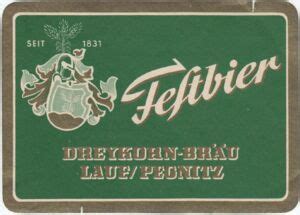 SEIT 1831
Festbier
DREYKORN-BRÄU
LAUF/PEGNITZ